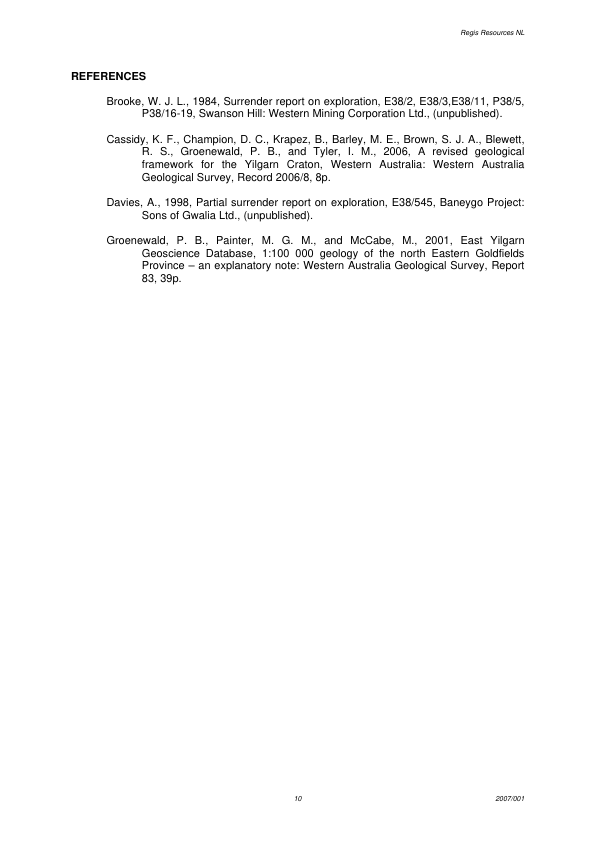 Regis Resources NL
REFERENCES
Brooke, W. J. L., 1984, Surrender report on exploration, E38/2, E38/3,E38/11, P38/5,
P38/16-19, Swanson Hill: Western Mining Corporation Ltd., (unpublished).
Cassidy, K. F., Champion, D. C., Krapez, B., Barley, M. E., Brown, S. J. A., Blewett,
R. S., Groenewald, P. B., and Tyler, I. M., 2006, A revised geological
framework for the Yilgarn Craton, Western Australia: Western Australia
Geological Survey, Record 2006/8, 8p.
Davies, A., 1998, Partial surrender report on exploration, E38/545, Baneygo Project:
Sons of Gwalia Ltd., (unpublished).
Groenewald, P. B., Painter, M. G. M., and McCabe, M., 2001, East Yilgarn
Geoscience Database, 1:100 000 geology of the north Eastern Goldfields
Province – an explanatory note: Western Australia Geological Survey, Report
83, 39p.
10
2007/001